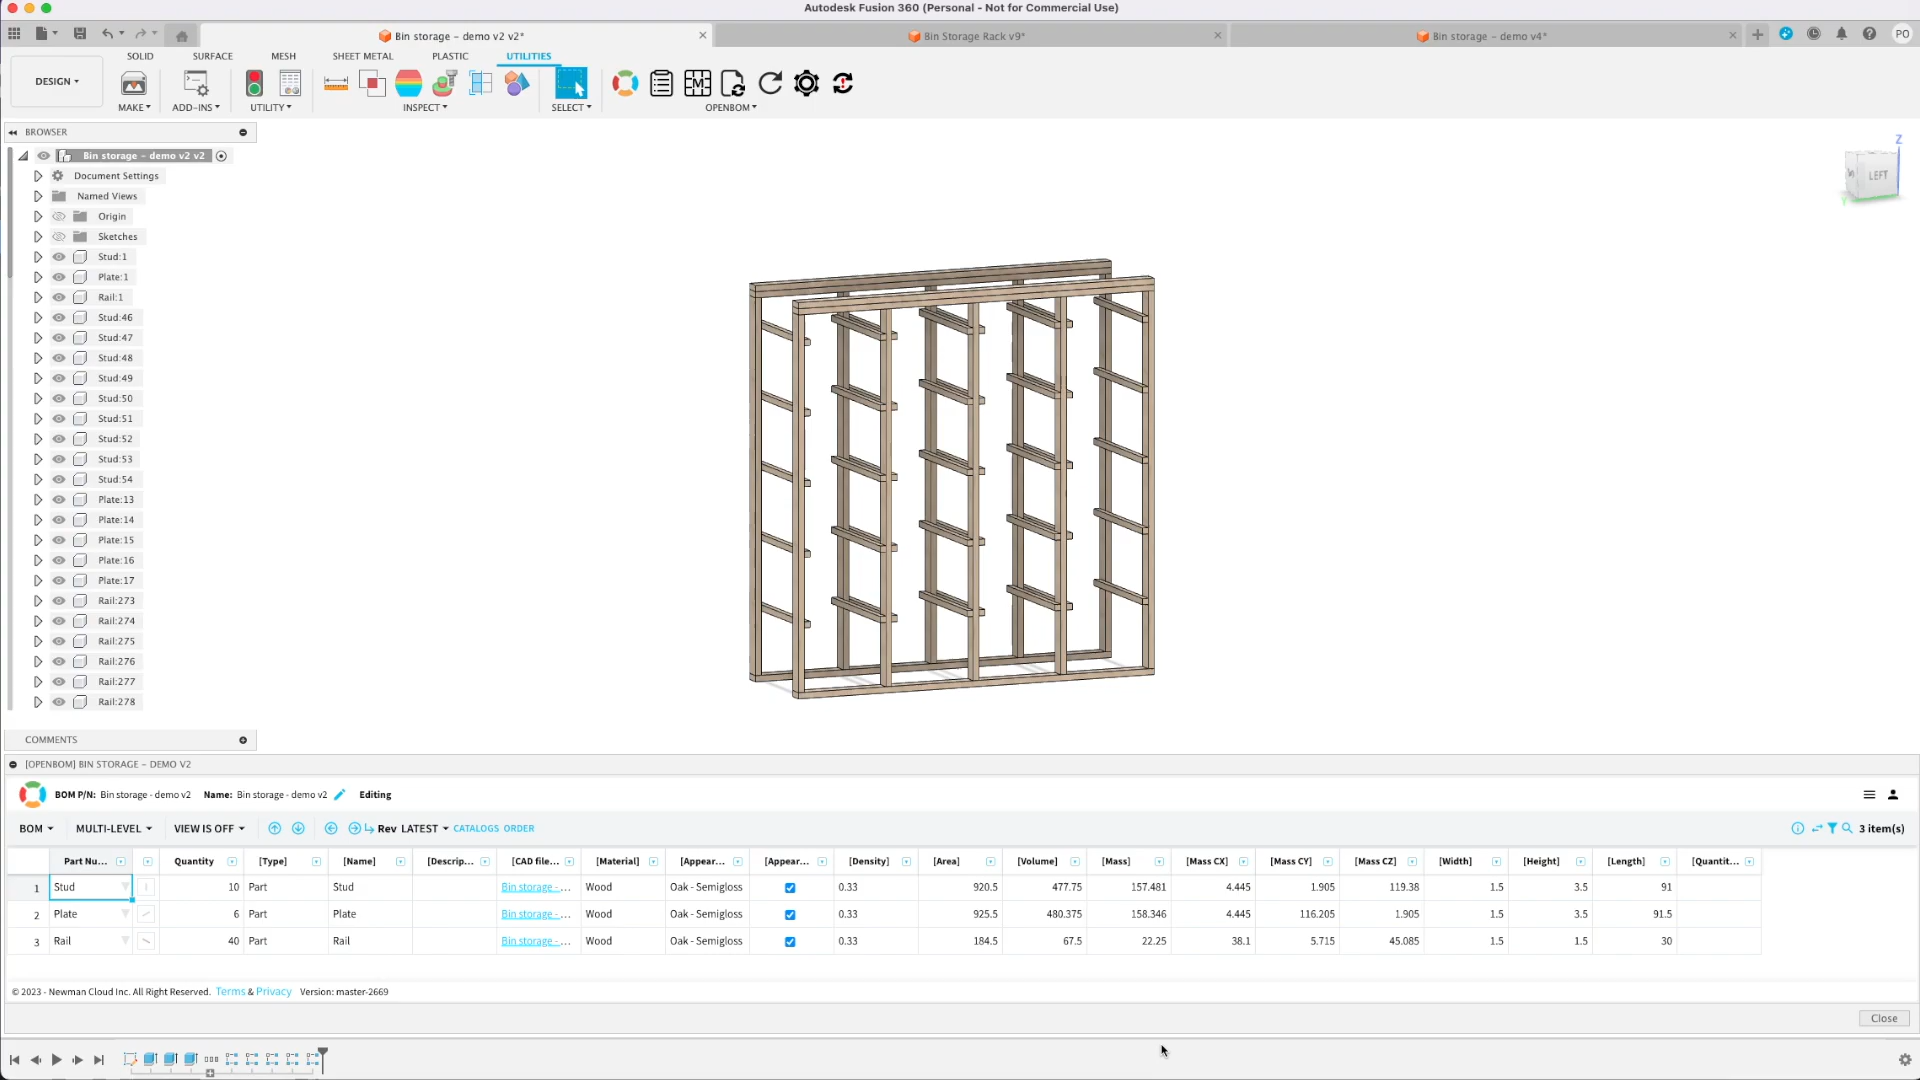 Autodesk Fusion 360 (Personal - Not for Commercial Use)
Bin storage - demo v2 v2*
Bin Storage Rack v9*
Bin storage - demo v4*
PO
SOLID SURFACE MESH SHEET METAL PLASTIC UTILITIES
DESIGN
MAKE ADD-INS UTILITY INSPECT SELECT OPENBOM
BROWSER
Bin storage - demo v2 v2
Document Settings
Named Views
Origin
Sketches
Stud:1
Plate:1
Rail:1
Stud:46
Stud:47
Stud:48
Stud:49
Stud:50
Stud:51
Stud:52
Stud:53
Stud:54
Plate:13
Plate:14
Plate:15
Plate:16
Plate:17
Rail:273
Rail:274
Rail:275
Rail:276
Rail:277
Rail:278
Z
LEFT
COMMENTS
[OPENBOM] BIN STORAGE - DEMO V2
BOM P/N: Bin storage - demo v2 Name: Bin storage - demo v2 Editing
BOM MULTI-LEVEL VIEW IS OFF Rev LATEST CATALOGS ORDER 3 item(s)
Part Nu... Quantity [Type] [Name] [Descrip... [CAD file... [Material] [Appear... [Appear... [Density] [Area] [Volume] [Mass] [Mass CX] [Mass CY] [Mass CZ] [Width] [Height] [Length] [Quantit...
1 Stud 10 Part Stud Bin storage - ... Wood Oak - Semigloss 0.33 920.5 477.75 157.481 4.445 1.905 119.38 1.5 3.5 91
2 Plate 6 Part Plate Bin storage - ... Wood Oak - Semigloss 0.33 925.5 480.375 158.346 4.445 116.205 1.905 1.5 3.5 91.5
3 Rail 40 Part Rail Bin storage - ... Wood Oak - Semigloss 0.33 184.5 67.5 22.25 38.1 5.715 45.085 1.5 1.5 30
© 2023 - Newman Cloud Inc. All Right Reserved. Terms & Privacy Version: master-2669
Close